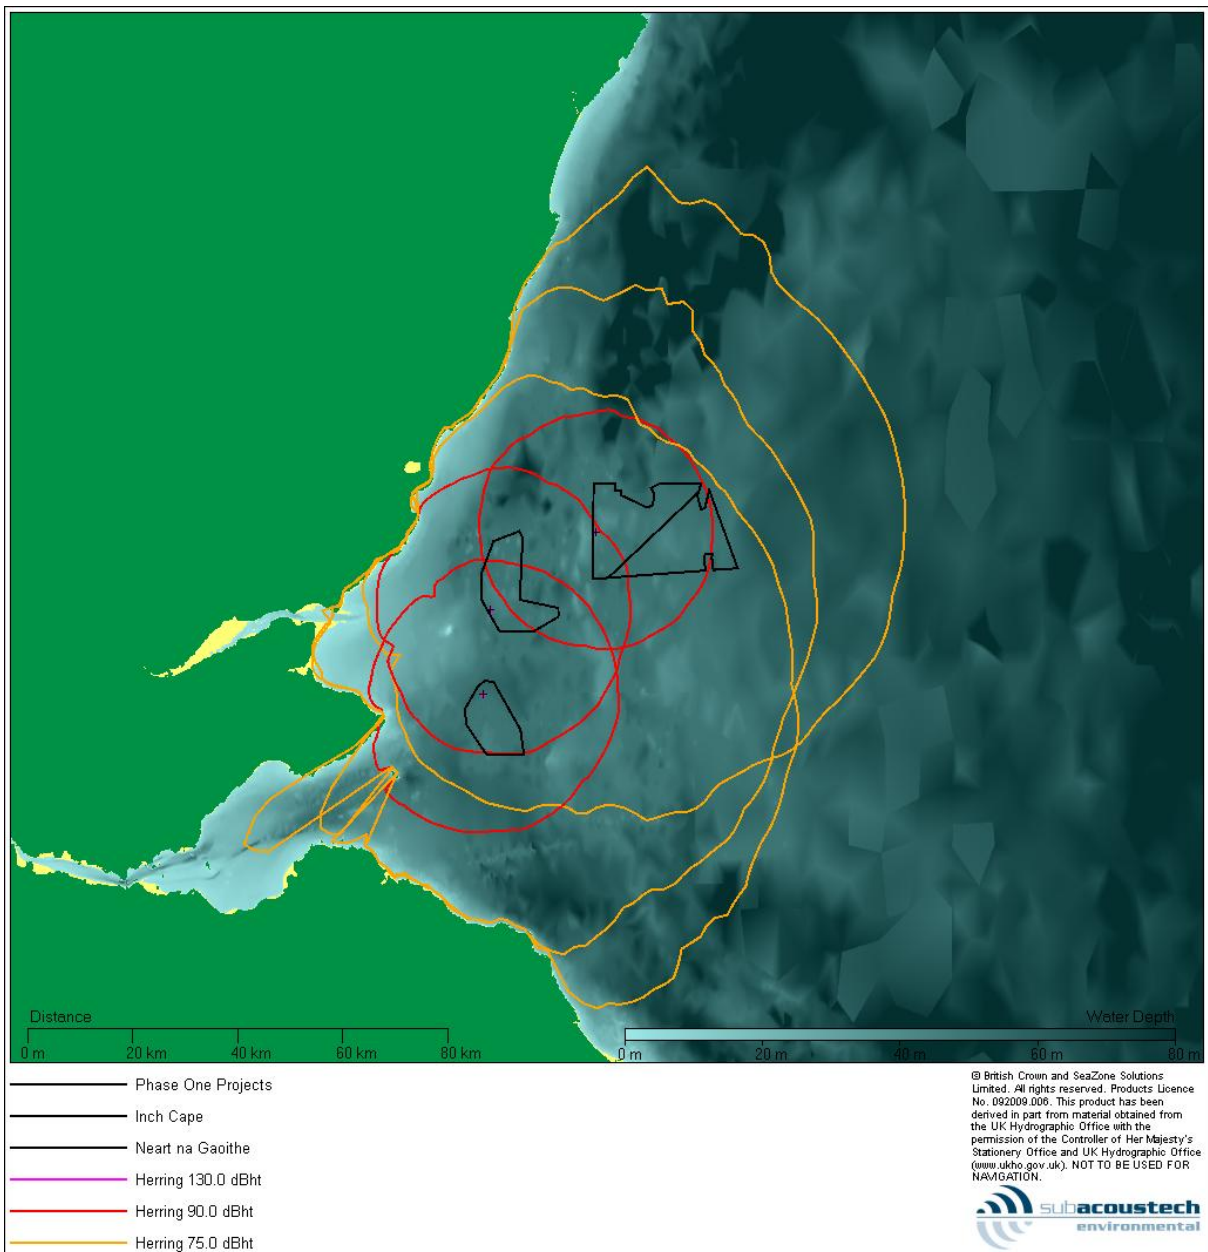 Distance
0 m 20 km 40 km 60 km 80 km
Water Depth
0 m 20 m 40 m 60 m 80 m
Phase One Projects
Inch Cape
Neart na Gaoithe
Herring 130.0 dBht
Herring 90.0 dBht
Herring 75.0 dBht
© British Crown and SeaZone Solutions
Limited. All rights reserved. Products Licence
No. 092009.006. This product has been
derived in part from material obtained from
the UK Hydrographic Office with the
permission of the Controller of Her Majesty's
Stationery Office and UK Hydrographic Office
(www.ukho.gov.uk). NOT TO BE USED FOR
NAVIGATION.
subacoustech
environmental